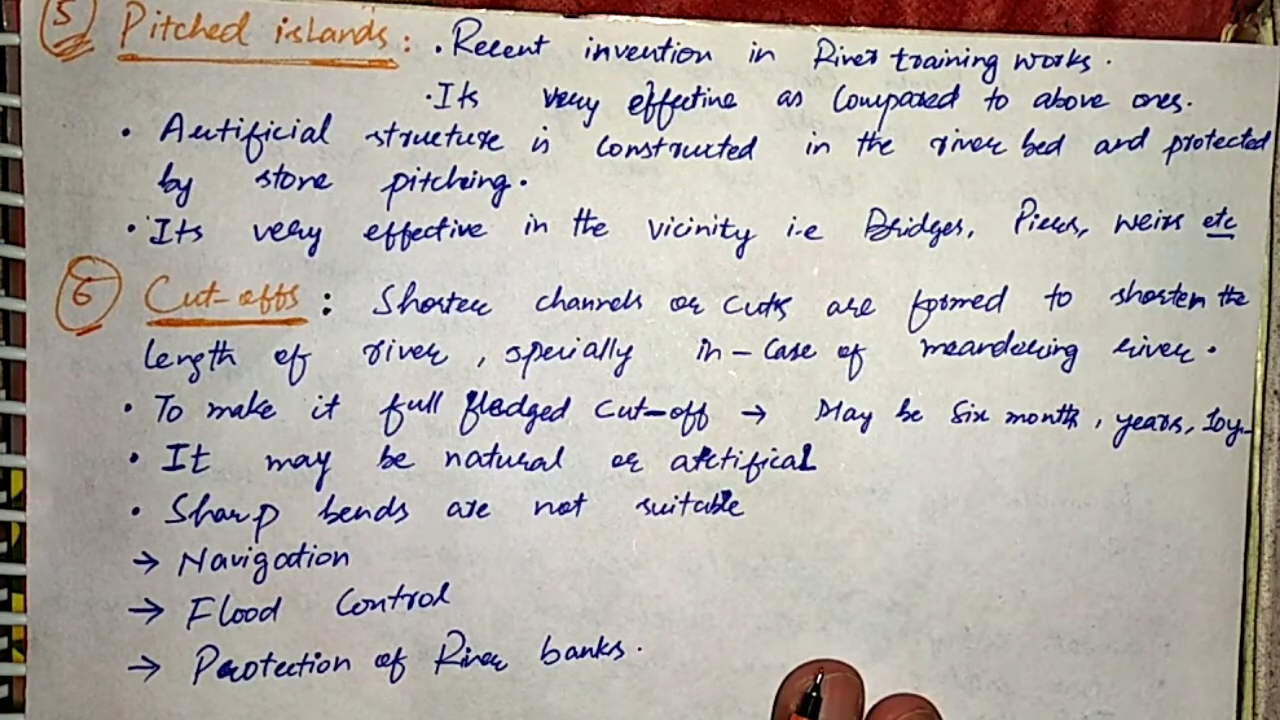 5) Pitched islands : . Recent invention in River training works .
. Its very effective as Compared to above ones.
. Artificial structure is constructed in the river bed and protected
by stone pitching .
. Its very effective in the vicinity i.e Bridges, Piers, weirs etc
6 Cut-offs : Shorter channels or cuts are formed to shorten the
length of river , specially in - Case of meandering river .
. To make it full fledged Cut-off → May be Six month , years, 10y-
. It may be natural or artifical
. Sharp bends are not suitable
→ Navigation
→ Flood Control
→ Protection of River banks .